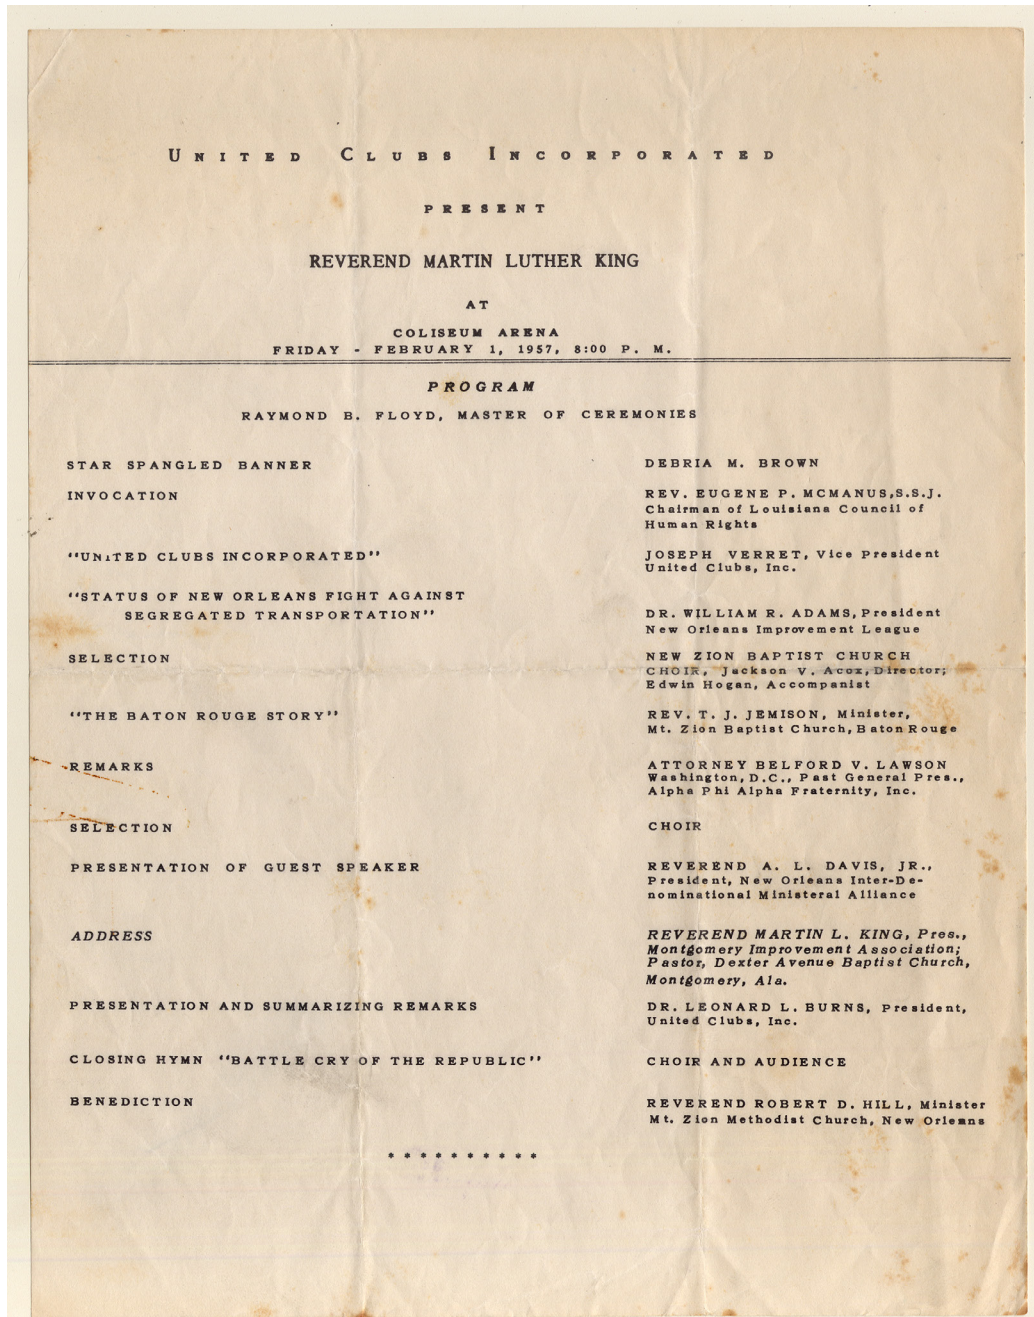 UNITED CLUBS INCORPORATED
PRESENT
REVEREND MARTIN LUTHER KING
AT
COLISEUM ARENA
FRIDAY - FEBRUARY 1, 1957, 8:00 P. M.
PROGRAM
RAYMOND B. FLOYD, MASTER OF CEREMONIES
STAR SPANGLED BANNER DEBRIA M. BROWN
INVOCATION REV. EUGENE P. MCMANUS,S.S.J.
Chairman of Louisiana Council of
Human Rights
"UNITED CLUBS INCORPORATED" JOSEPH VERRET, Vice President
United Clubs, Inc.
"STATUS OF NEW ORLEANS FIGHT AGAINST
SEGREGATED TRANSPORTATION" DR. WILLIAM R. ADAMS, President
New Orleans Improvement League
SELECTION NEW ZION BAPTIST CHURCH
CHOIR, Jackson V. Acox, Director;
Edwin Hogan, Accompanist
"THE BATON ROUGE STORY" REV. T. J. JEMISON, Minister,
Mt. Zion Baptist Church, Baton Rouge
REMARKS ATTORNEY BELFORD V. LAWSON
Washington, D.C., Past General Pres.,
Alpha Phi Alpha Fraternity, Inc.
SELECTION CHOIR
PRESENTATION OF GUEST SPEAKER REVEREND A. L. DAVIS, JR.,
President, New Orleans Inter-De-
nominational Ministeral Alliance
ADDRESS REVEREND MARTIN L. KING, Pres.,
Montgomery Improvement Association;
Pastor, Dexter Avenue Baptist Church,
Montgomery, Ala.
PRESENTATION AND SUMMARIZING REMARKS DR. LEONARD L. BURNS, President,
United Clubs, Inc.
CLOSING HYMN "BATTLE CRY OF THE REPUBLIC" CHOIR AND AUDIENCE
BENEDICTION REVEREND ROBERT D. HILL, Minister
Mt. Zion Methodist Church, New Orleans
* * * * * * * * * *